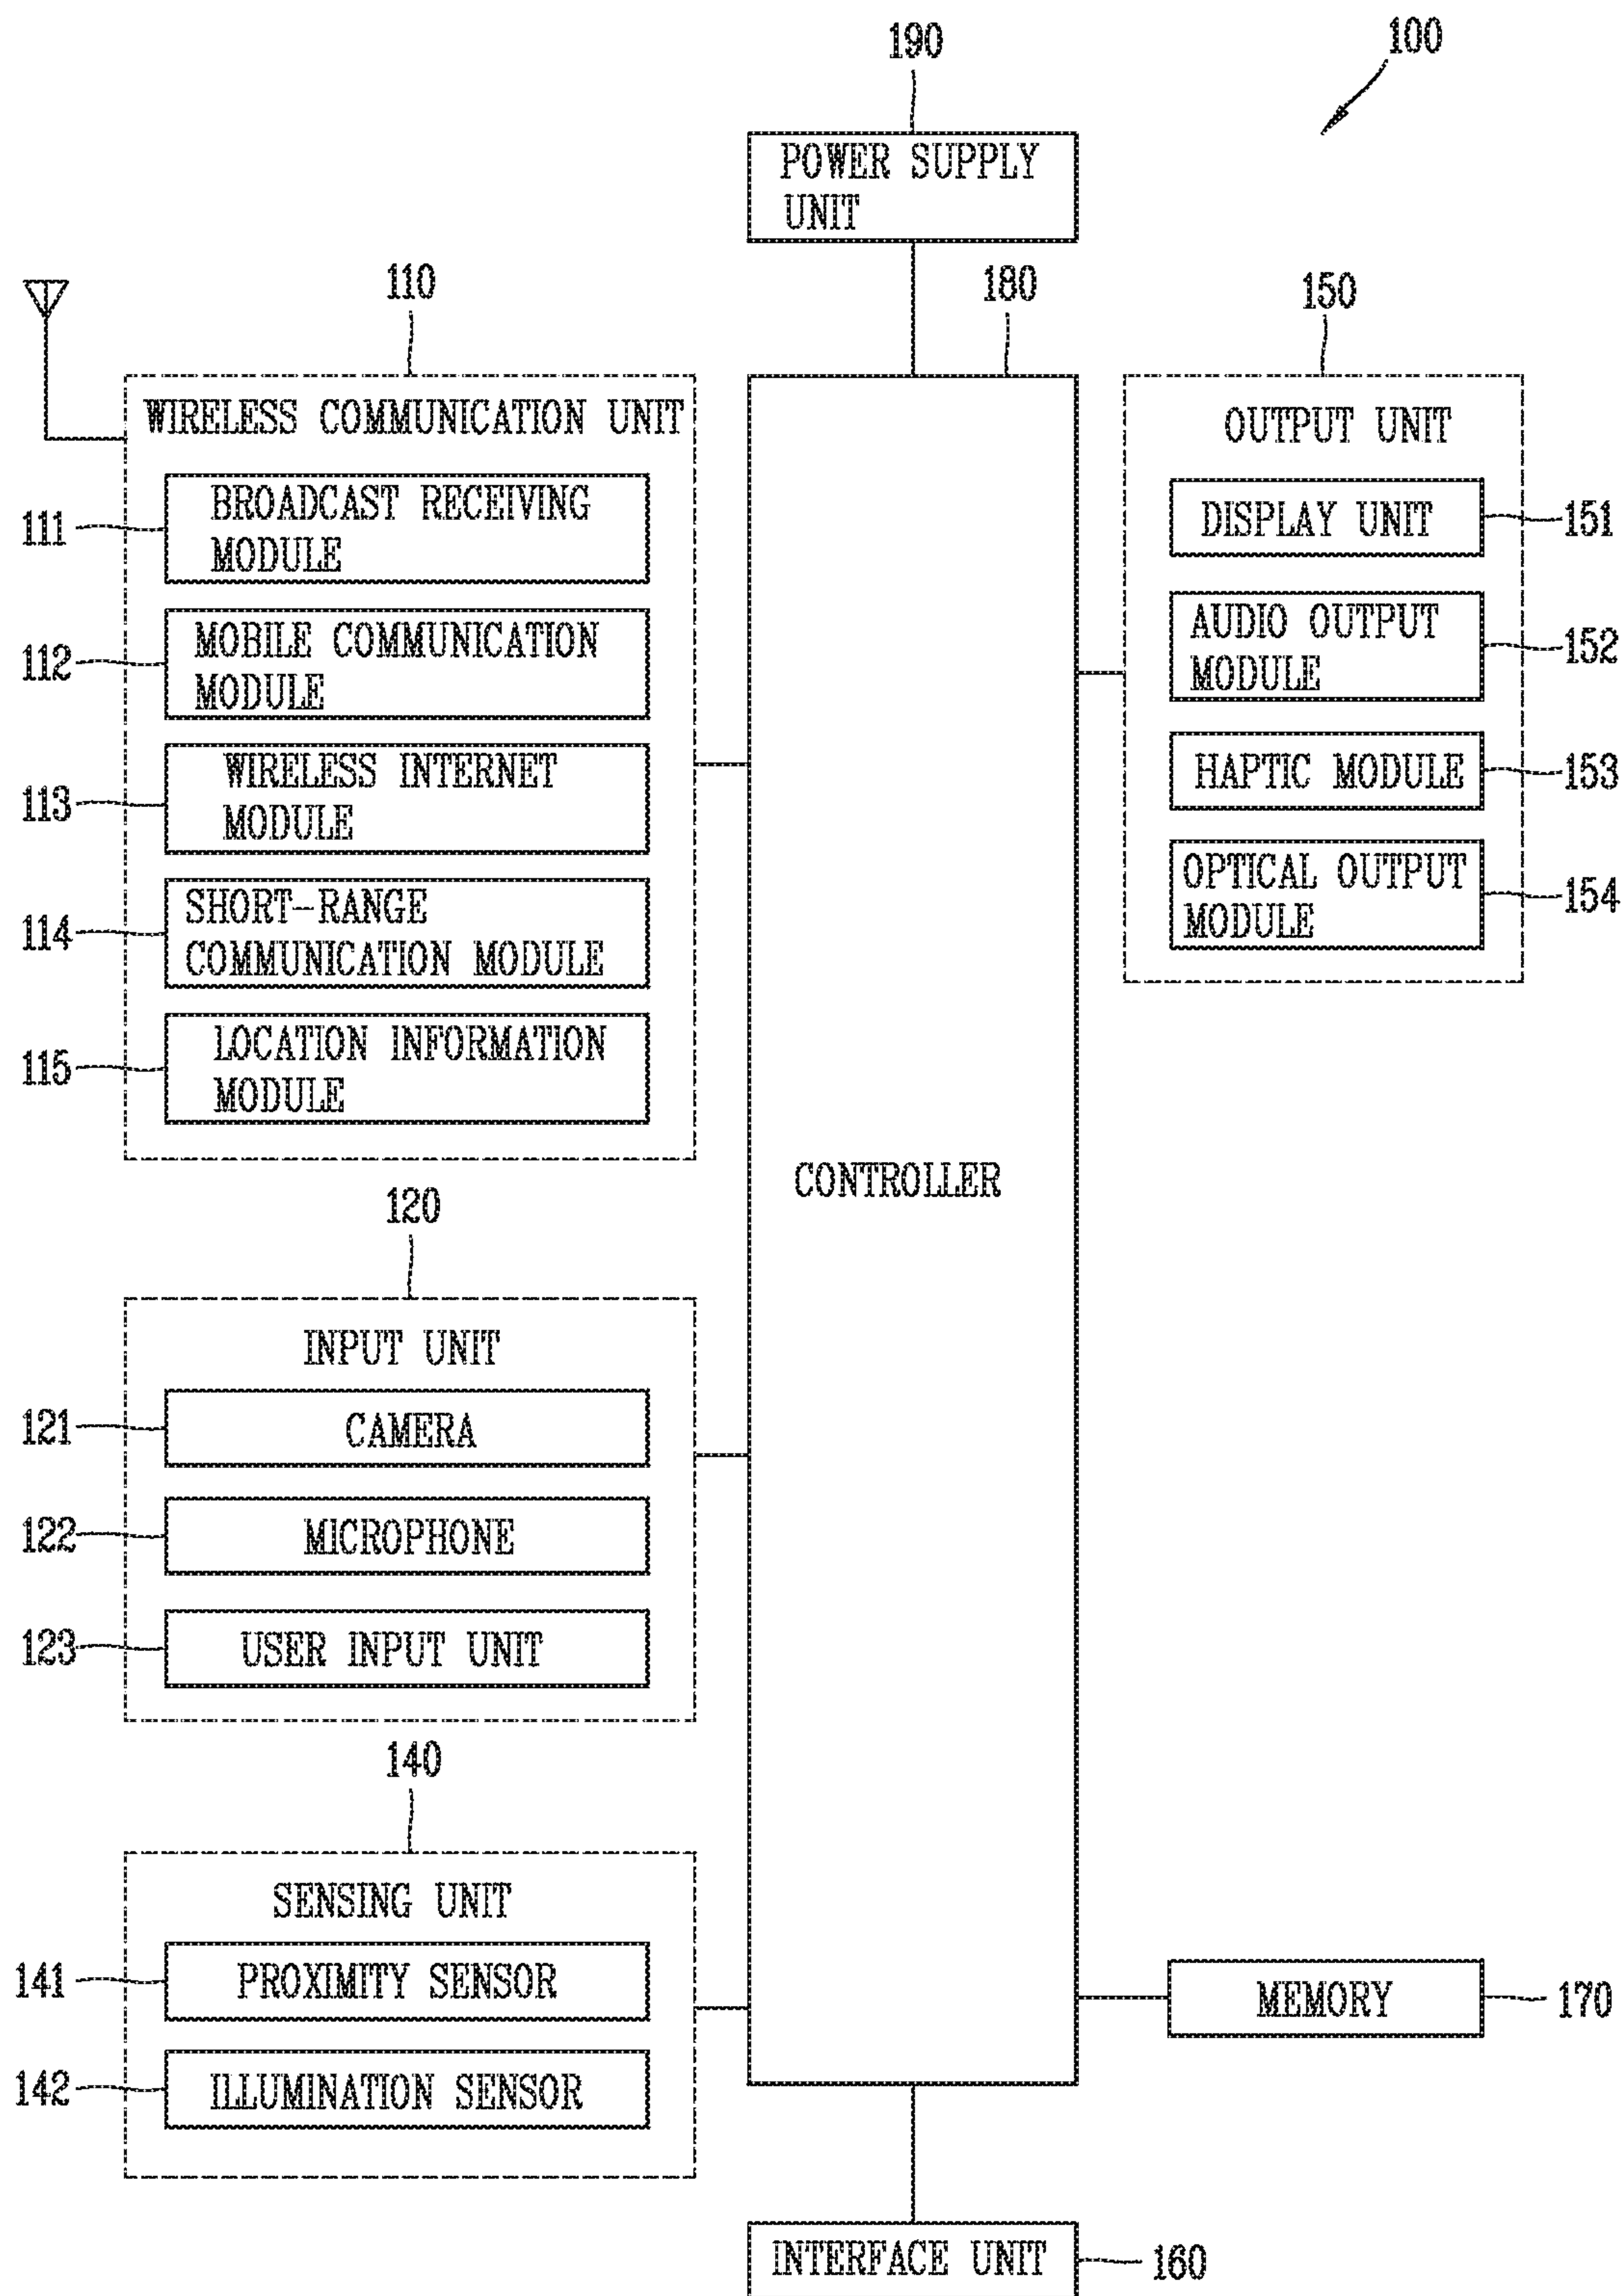 190
100
POWER SUPPLY
UNIT
110
180
150
WIRELESS COMMUNICATION UNIT
111
BROADCAST RECEIVING
MODULE
112
MOBILE COMMUNICATION
MODULE
113
WIRELESS INTERNET
MODULE
114
SHORT-RANGE
COMMUNICATION MODULE
115
LOCATION INFORMATION
MODULE
OUTPUT UNIT
DISPLAY UNIT
151
AUDIO OUTPUT
MODULE
152
HAPTIC MODULE
153
OPTICAL OUTPUT
MODULE
154
CONTROLLER
120
INPUT UNIT
121
CAMERA
122
MICROPHONE
123
USER INPUT UNIT
140
SENSING UNIT
141
PROXIMITY SENSOR
142
ILLUMINATION SENSOR
MEMORY
170
INTERFACE UNIT
160